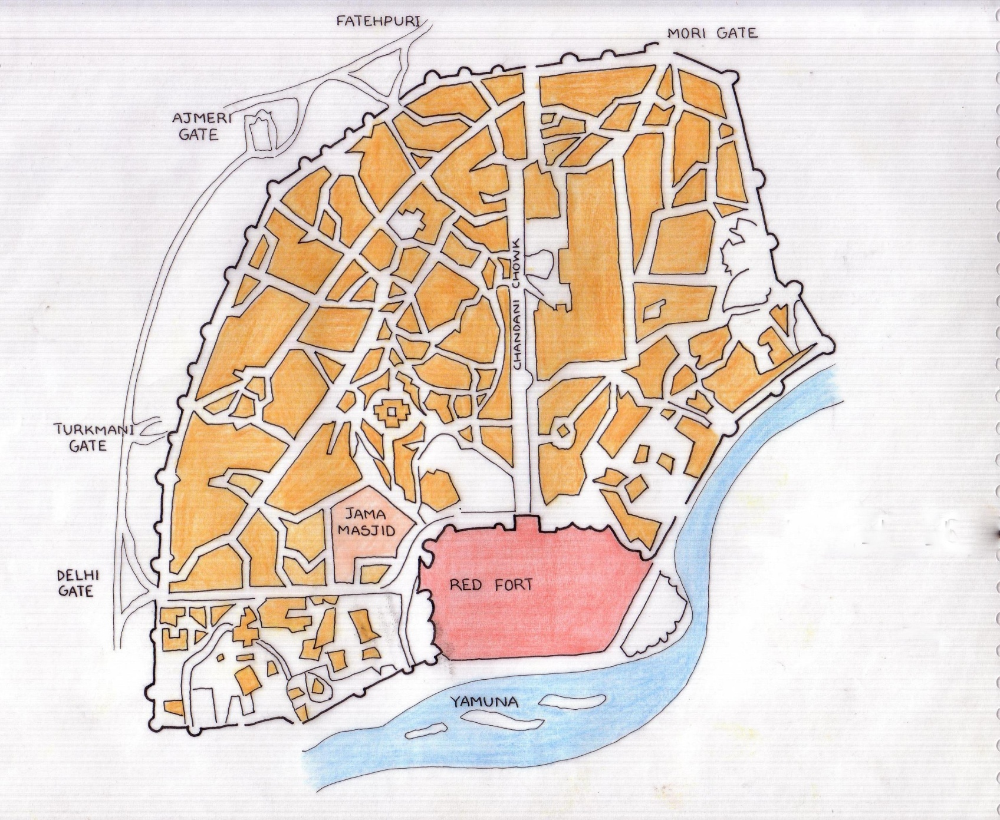 FATEHPURI
MORI GATE
AJMERI
GATE
CHANDANI CHOWK
TURKMANI
GATE
JAMA
MASJID
DELHI
GATE
RED FORT
YAMUNA